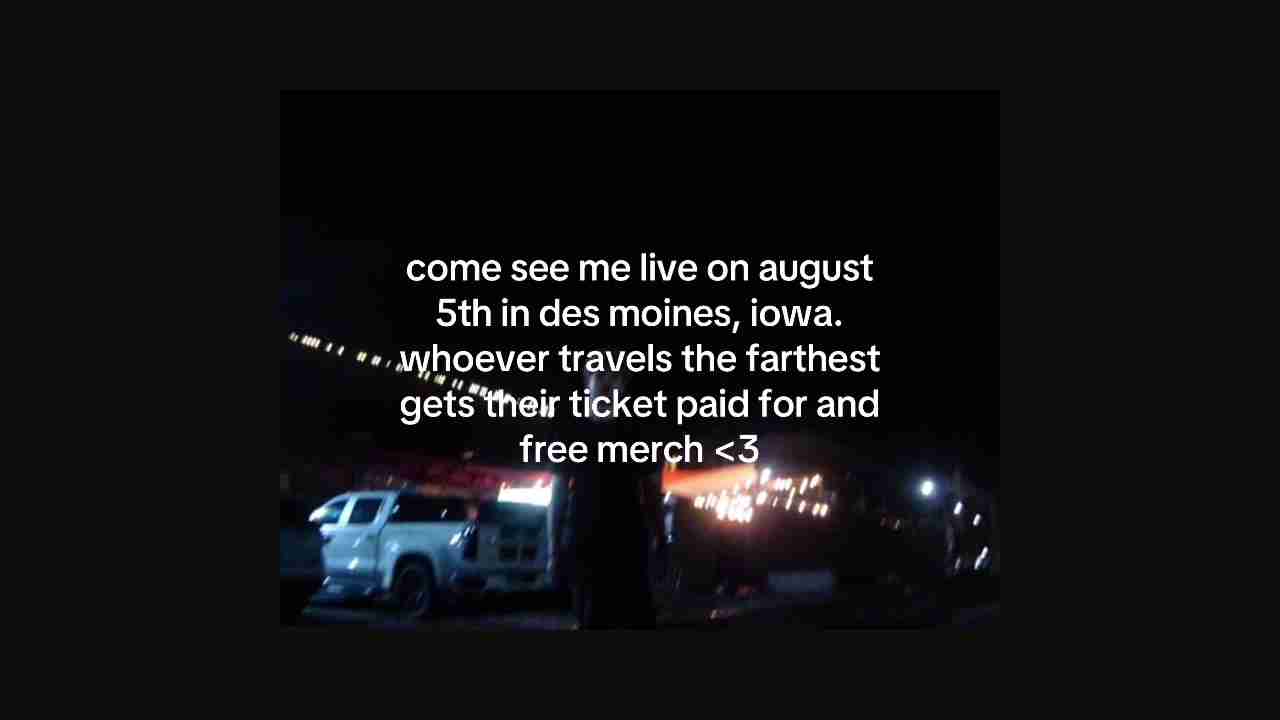 come see me live on august
5th in des moines, iowa.
whoever travels the farthest
gets their ticket paid for and
free merch <3